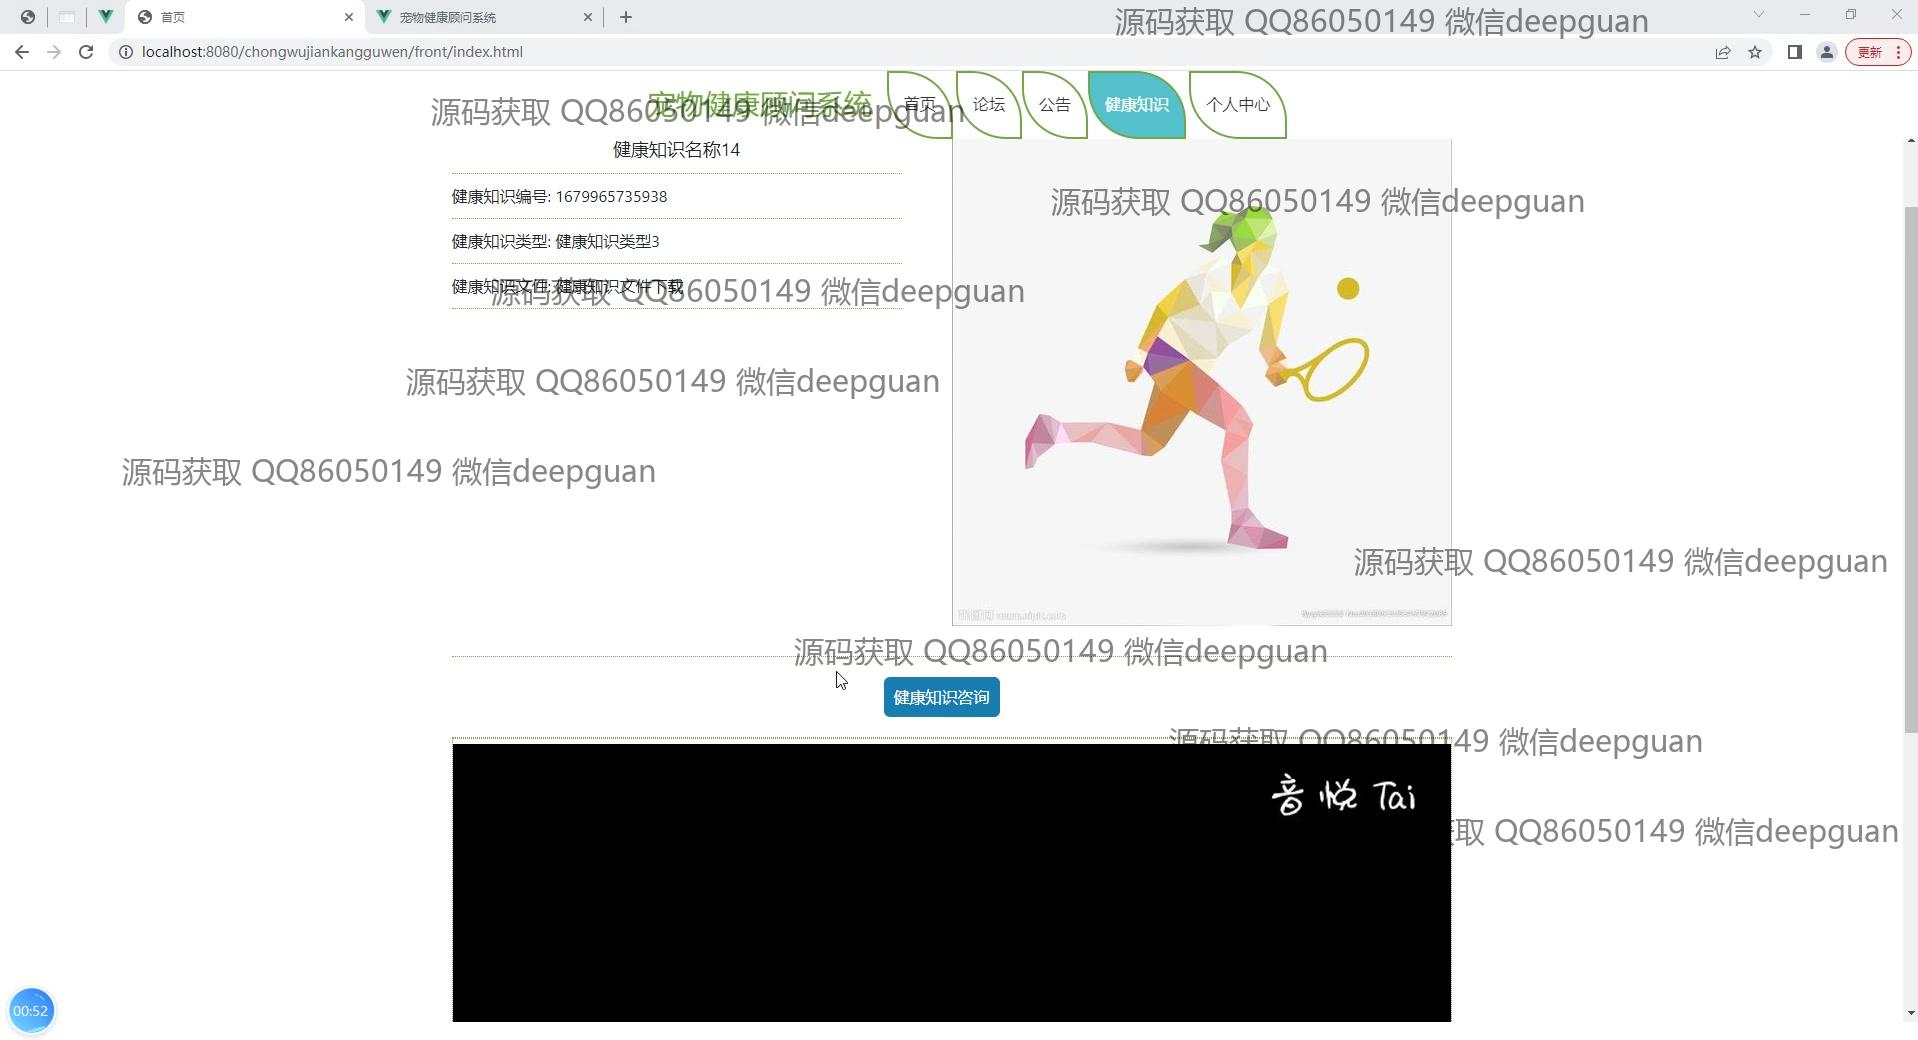 首页
宠物健康顾问系统
源码获取 QQ86050149 微信deepguan
localhost:8080/chongwujiankangguwen/front/index.html
更新
宠物健康顾问系统
首页
论坛
公告
健康知识
个人中心
源码获取 QQ86050149 微信deepguan
健康知识名称14
健康知识编号: 1679965735938
源码获取 QQ86050149 微信deepguan
健康知识类型: 健康知识类型3
健康知识文件: 健康知识文件下载
源码获取 QQ86050149 微信deepguan
源码获取 QQ86050149 微信deepguan
源码获取 QQ86050149 微信deepguan
源码获取 QQ86050149 微信deepguan
源码获取 QQ86050149 微信deepguan
健康知识咨询
源码获取 QQ86050149 微信deepguan
音悦Tai
取 QQ86050149 微信deepguan
00:52